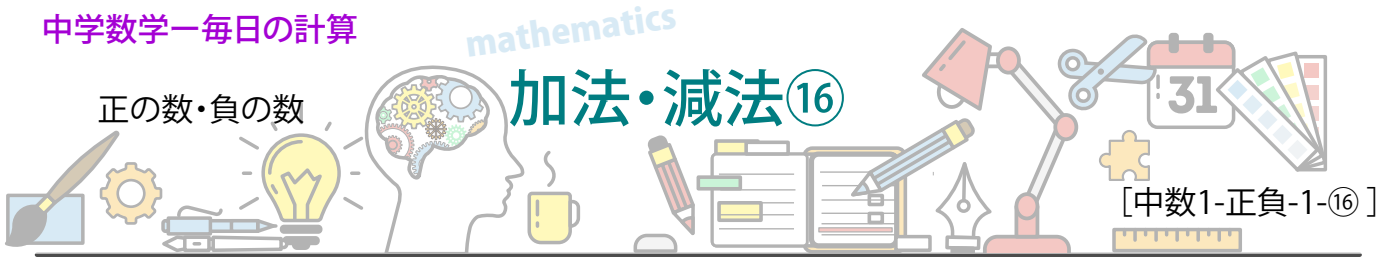 中学数学ー毎日の計算
mathematics
加法・減法⑯
正の数・負の数
31
[中数1-正負-1-⑯ ]